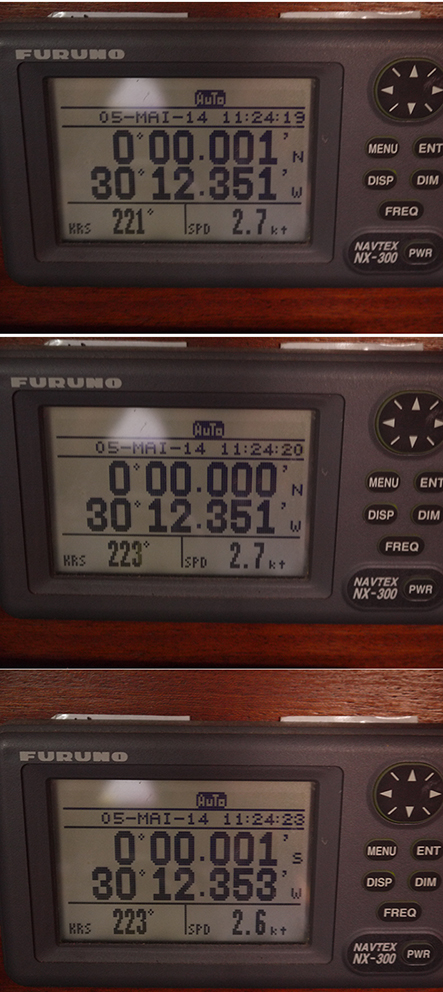 FURUNO
AUTO
05-MAI-14 11:24:19
0°00.001' N
30°12.351' W
KRS 221° SPD 2.7 kt
MENU ENT
DISP DIM
FREQ
NAVTEX
NX-300 PWR
FURUNO
AUTO
05-MAI-14 11:24:20
0°00.000' N
30°12.351' W
KRS 223° SPD 2.7 kt
MENU ENT
DISP DIM
FREQ
NAVTEX
NX-300 PWR
FURUNO
AUTO
05-MAI-14 11:24:23
0°00.001' S
30°12.353' W
KRS 223° SPD 2.6 kt
MENU ENT
DISP DIM
FREQ
NAVTEX
NX-300 PWR